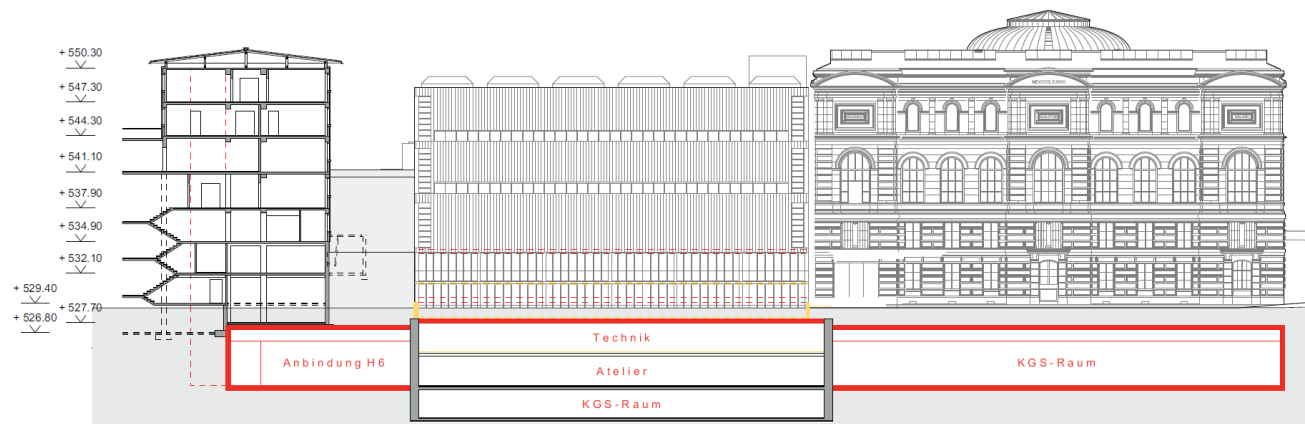 + 550.30
+ 547.30
+ 544.30
+ 541.10
+ 537.90
+ 534.90
+ 532.10
+ 529.40
+ 527.70
+ 526.80
Technik
Anbindung H6
Atelier
KGS-Raum
KGS-Raum